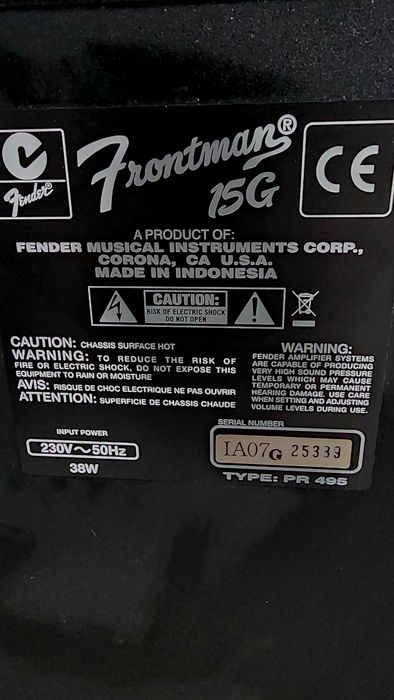 Fender®
Frontman®
15G
CE
A PRODUCT OF:
FENDER MUSICAL INSTRUMENTS CORP.,
CORONA, CA U.S.A.
MADE IN INDONESIA
CAUTION:
RISK OF ELECTRIC SHOCK
DO NOT OPEN
CAUTION: CHASSIS SURFACE HOT
WARNING: TO REDUCE THE RISK OF
FIRE OR ELECTRIC SHOCK, DO NOT EXPOSE THIS
EQUIPMENT TO RAIN OR MOISTURE
AVIS: RISQUE DE CHOC ELECTRIQUE NE PAS OUVRIR
ATTENTION: SUPERFICIE DE CHASSIS CHAUDE
WARNING:
FENDER AMPLIFIER SYSTEMS
ARE CAPABLE OF PRODUCING
VERY HIGH SOUND PRESSURE
LEVELS WHICH MAY CAUSE
TEMPORARY OR PERMANENT
HEARING DAMAGE. USE CARE
WHEN SETTING AND ADJUSTING
VOLUME LEVELS DURING USE.
INPUT POWER
230V~50Hz
38W
SERIAL NUMBER
IA07G 25339
TYPE: PR 495